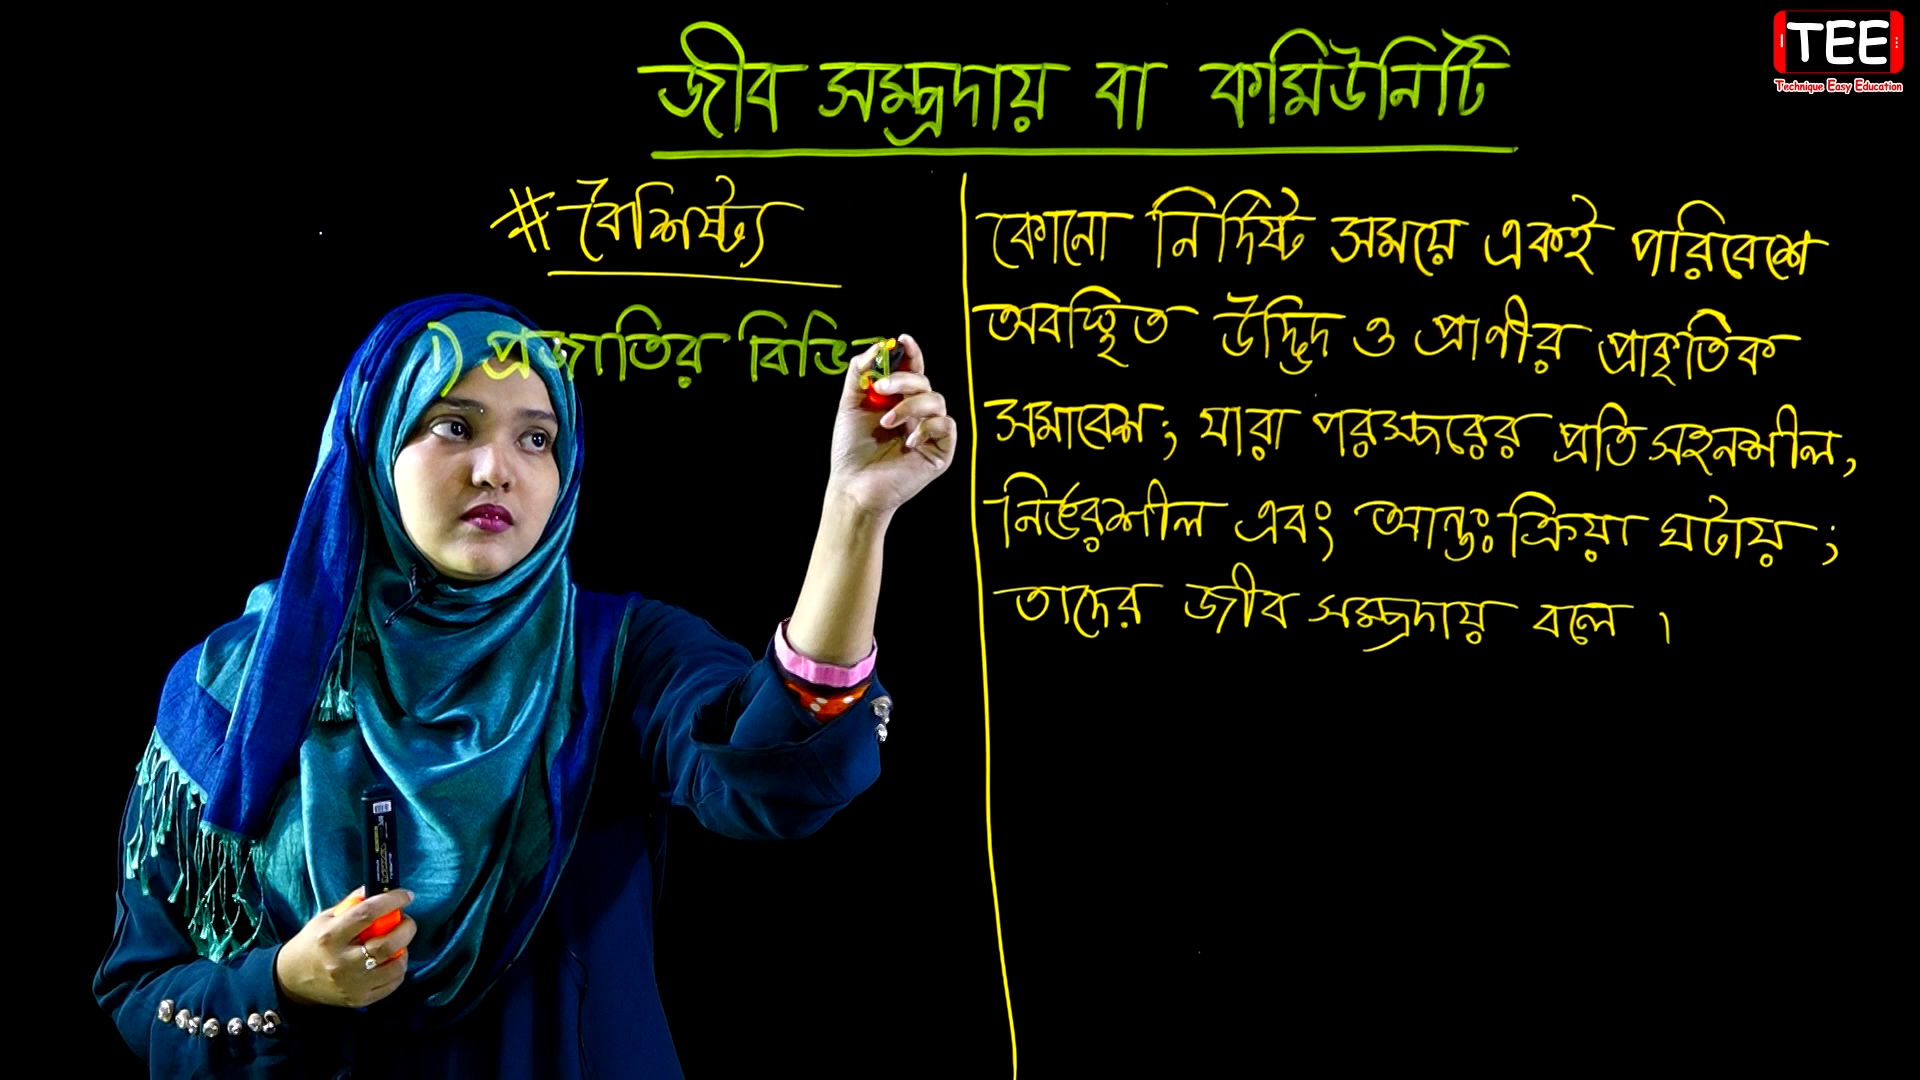 জীব সম্প্রদায় বা কমিউনিটি
TEE
Technique Easy Education
# বৈশিষ্ট্য
১) প্রজাতির
কোনো নির্দিষ্ট সময়ে একই পরিবেশে
অবস্থিত উদ্ভিদ ও প্রাণীর প্রাকৃতিক
সমাবেশ; যারা পরস্পরের প্রতি সহনশীল,
নির্ভরশীল এবং আন্তঃক্রিয়া ঘটায়;
তাদের জীব সম্প্রদায় বলে।